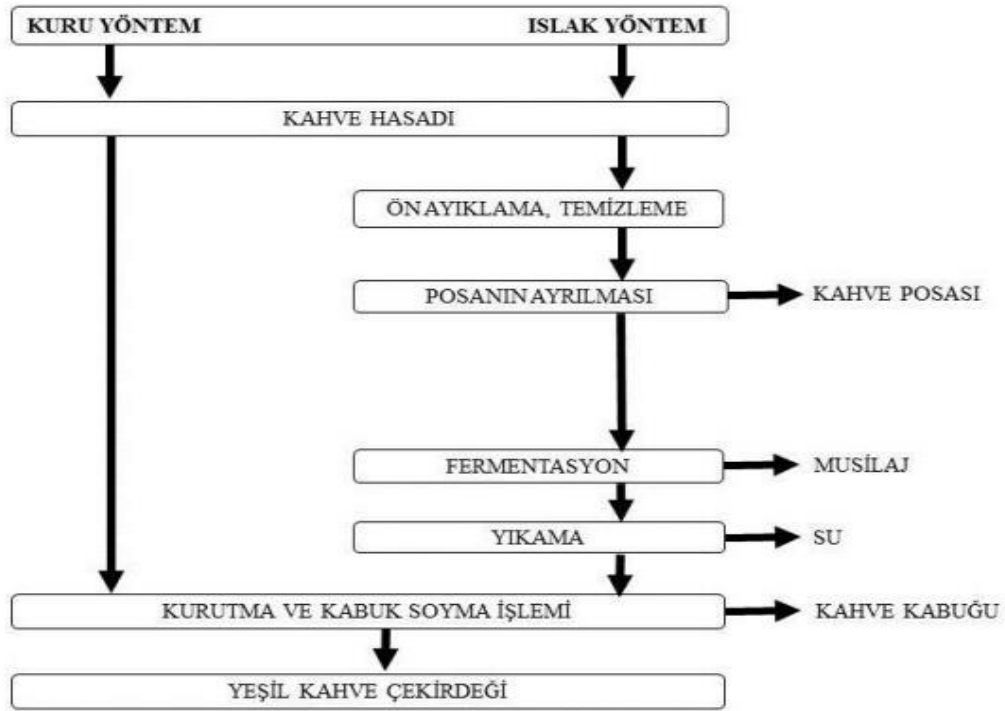 KURU YÖNTEM ISLAK YÖNTEM
KAHVE HASADI
ÖN AYIKLAMA, TEMİZLEME
POSANIN AYRILMASI KAHVE POSASI
FERMENTASYON MUSİLAJ
YIKAMA SU
KURUTMA VE KABUK SOYMA İŞLEMİ KAHVE KABUĞU
YEŞİL KAHVE ÇEKİRDEĞİ